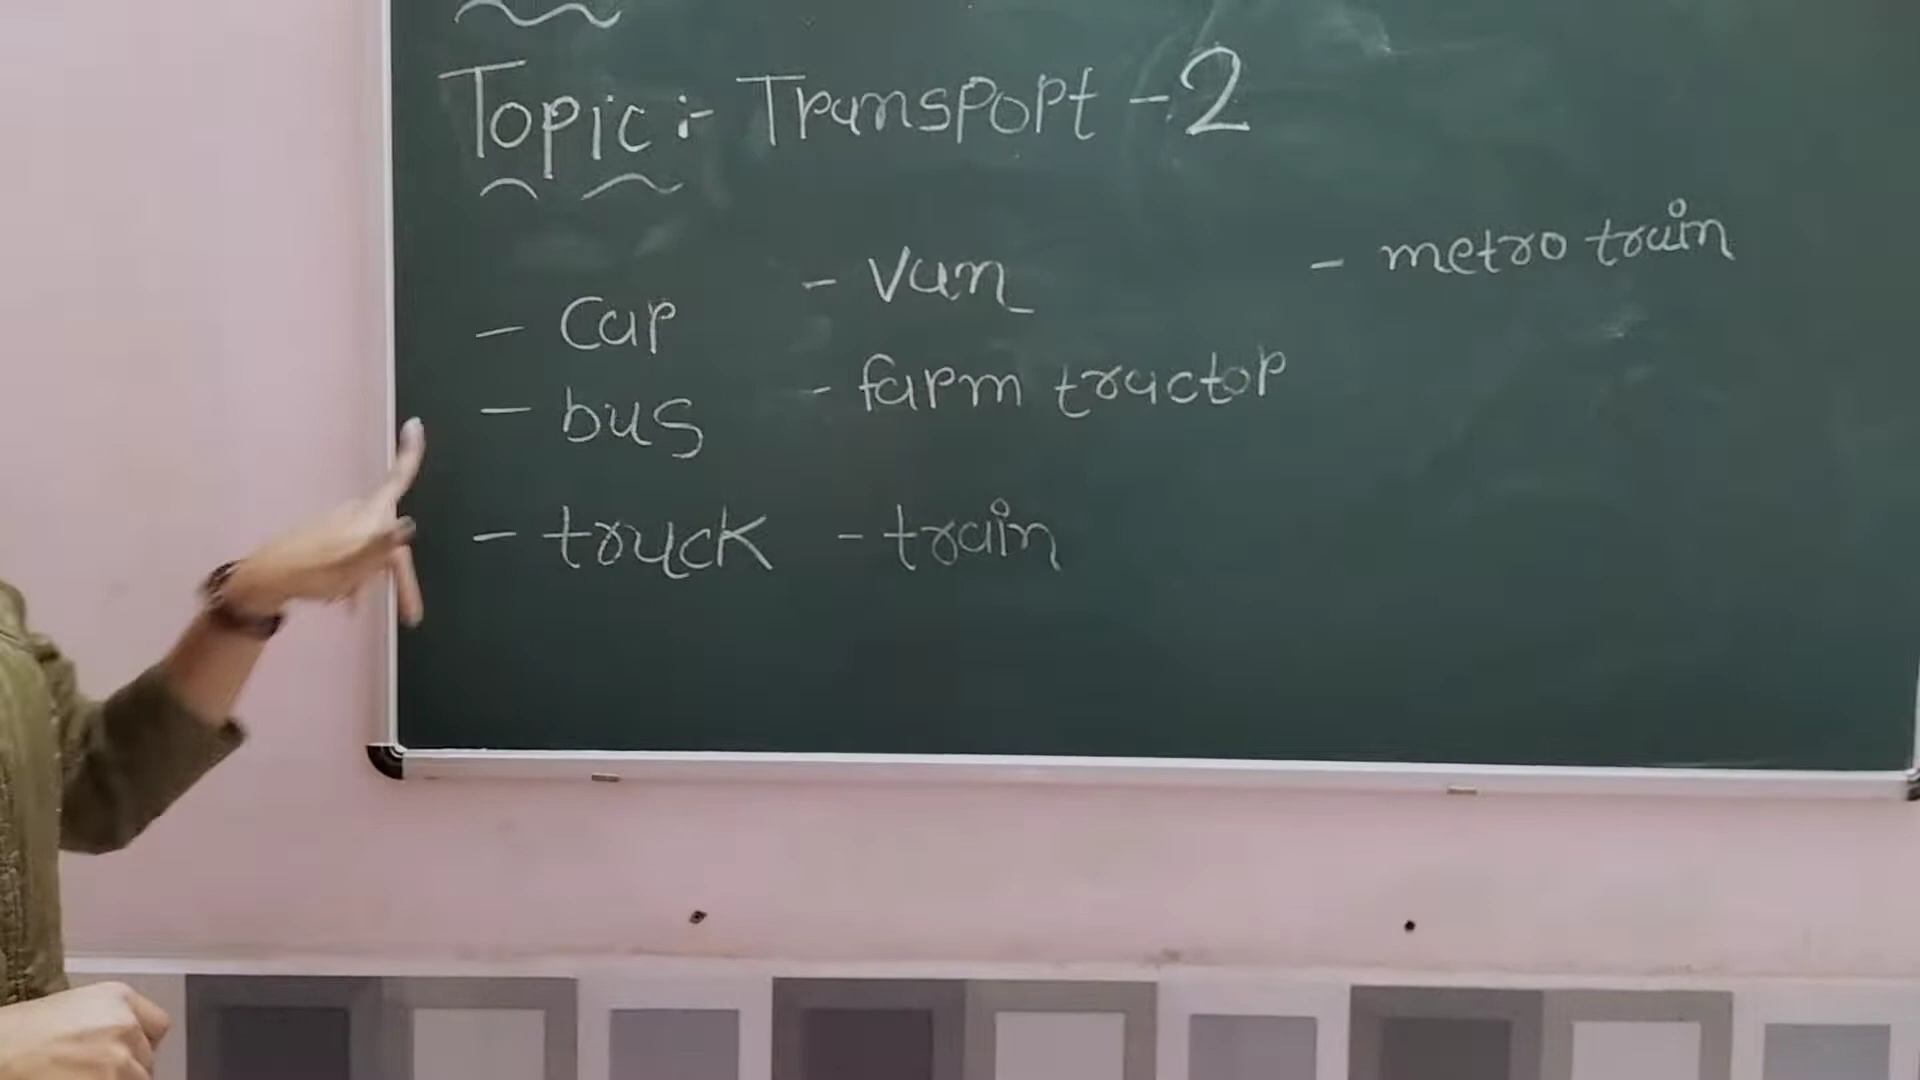 Topic :- Transport - 2
- Car
- bus
- truck
- Van
- farm tractor
- train
- metro train